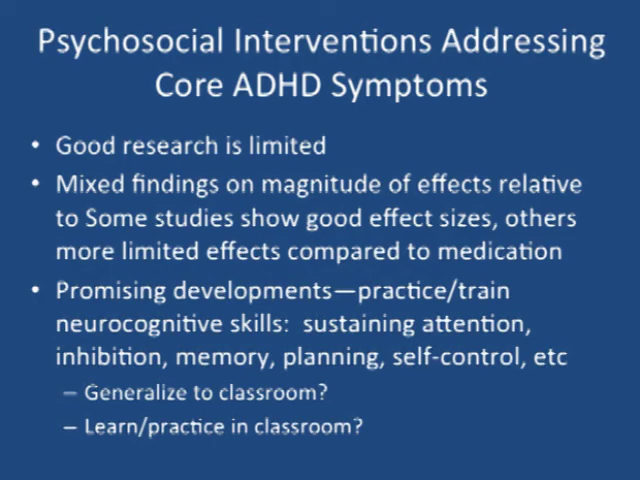 Psychosocial Interventions Addressing
Core ADHD Symptoms
• Good research is limited
• Mixed findings on magnitude of effects relative
to Some studies show good effect sizes, others
more limited effects compared to medication
• Promising developments—practice/train
neurocognitive skills:  sustaining attention,
inhibition, memory, planning, self-control, etc
– Generalize to classroom?
– Learn/practice in classroom?